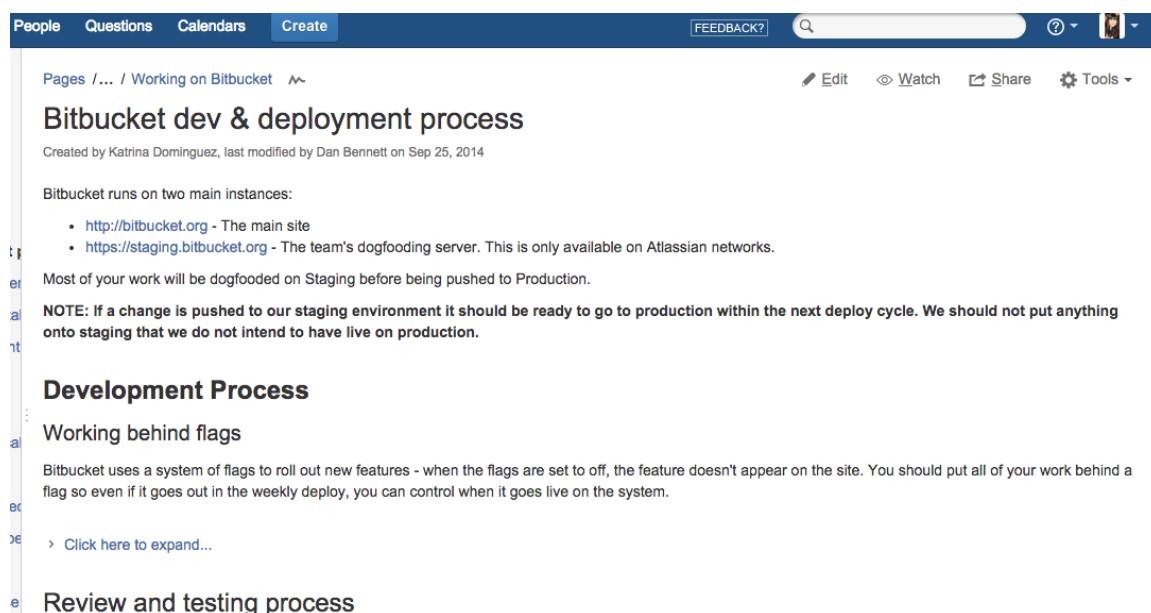 People Questions Calendars Create FEEDBACK?
Pages /... / Working on Bitbucket Edit Watch Share Tools
Bitbucket dev & deployment process
Created by Katrina Dominguez, last modified by Dan Bennett on Sep 25, 2014
Bitbucket runs on two main instances:
• http://bitbucket.org - The main site
• https://staging.bitbucket.org - The team's dogfooding server. This is only available on Atlassian networks.
Most of your work will be dogfooded on Staging before being pushed to Production.
NOTE: If a change is pushed to our staging environment it should be ready to go to production within the next deploy cycle. We should not put anything
onto staging that we do not intend to have live on production.
Development Process
Working behind flags
Bitbucket uses a system of flags to roll out new features - when the flags are set to off, the feature doesn't appear on the site. You should put all of your work behind a
flag so even if it goes out in the weekly deploy, you can control when it goes live on the system.
Click here to expand...
Review and testing process